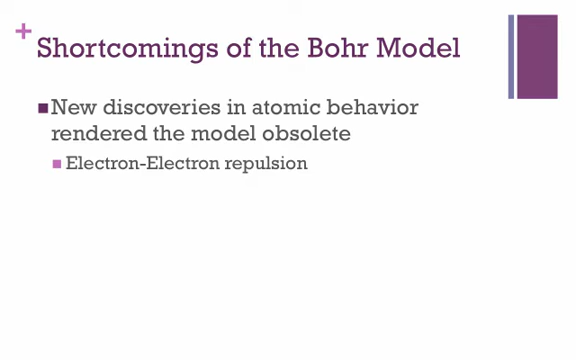 +
Shortcomings of the Bohr Model
New discoveries in atomic behavior
rendered the model obsolete
Electron-Electron repulsion